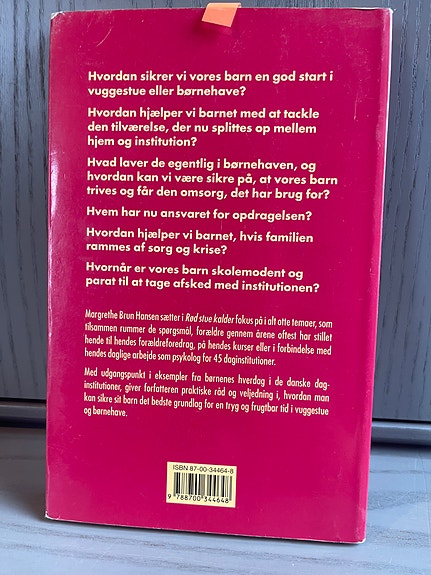 Hvordan sikrer vi vores barn en god start i
vuggestue eller børnehave?
Hvordan hjælper vi barnet med at tackle
den tilværelse, der nu splittes op mellem
hjem og institution?
Hvad laver de egentlig i børnehaven, og
hvordan kan vi være sikre på, at vores barn
trives og får den omsorg, det har brug for?
Hvem har nu ansvaret for opdragelsen?
Hvordan hjælper vi barnet, hvis familien
rammes af sorg og krise?
Hvornår er vores barn skolemodent og
parat til at tage afsked med institutionen?
Margrethe Brun Hansen sætter i Rød stue kalder fokus på i alt otte temaer, som
tilsammen rummer de spørgsmål, forældre gennem årene oftest har stillet
hende til hendes forældreforedrag, på hendes kurser eller i forbindelse med
hendes daglige arbejde som psykolog for 45 daginstitutioner.
Med udgangspunkt i eksempler fra børnenes hverdag i de danske dag-
institutioner, giver forfatteren praktiske råd og vejledning i, hvordan man
kan sikre sit barn det bedste grundlag for en tryg og frugtbar tid i vuggestue
og børnehave.
ISBN 87-00-34464-8
9 788700 344648